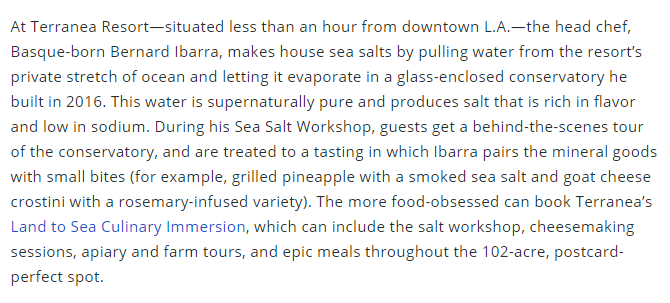 At Terranea Resort—situated less than an hour from downtown L.A.—the head chef,
Basque-born Bernard Ibarra, makes house sea salts by pulling water from the resort’s
private stretch of ocean and letting it evaporate in a glass-enclosed conservatory he
built in 2016. This water is supernaturally pure and produces salt that is rich in flavor
and low in sodium. During his Sea Salt Workshop, guests get a behind-the-scenes tour
of the conservatory, and are treated to a tasting in which Ibarra pairs the mineral goods
with small bites (for example, grilled pineapple with a smoked sea salt and goat cheese
crostini with a rosemary-infused variety). The more food-obsessed can book Terranea’s
Land to Sea Culinary Immersion, which can include the salt workshop, cheesemaking
sessions, apiary and farm tours, and epic meals throughout the 102-acre, postcard-
perfect spot.